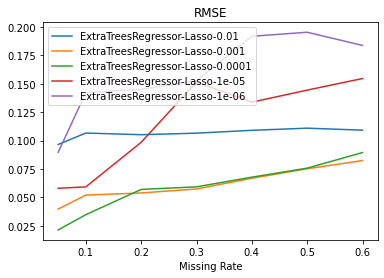 RMSE
0.200
0.175
0.150
0.125
0.100
0.075
0.050
0.025
ExtraTreesRegressor-Lasso-0.01
ExtraTreesRegressor-Lasso-0.001
ExtraTreesRegressor-Lasso-0.0001
ExtraTreesRegressor-Lasso-1e-05
ExtraTreesRegressor-Lasso-1e-06
0.1 0.2 0.3 0.4 0.5 0.6
Missing Rate